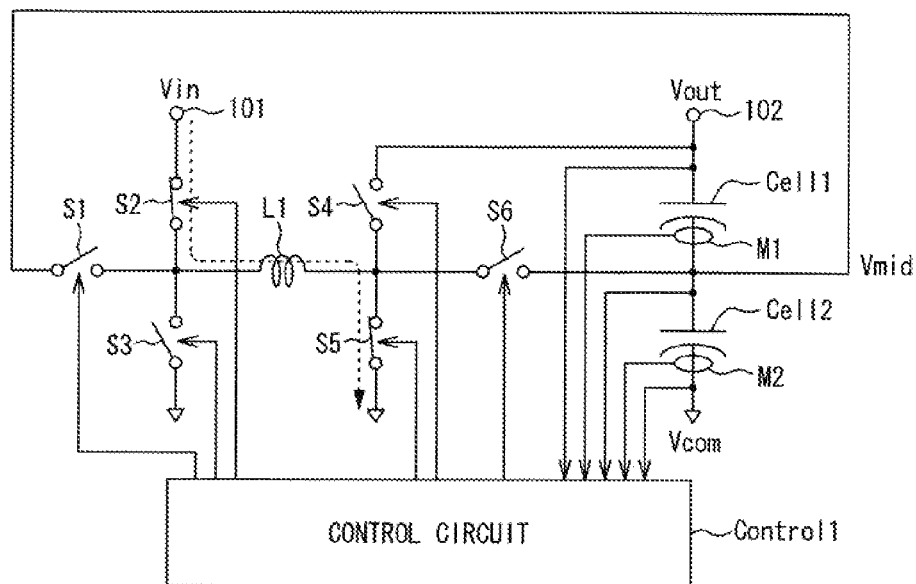 Vin
101
Vout
102
S1
S2
L1
S4
S6
Cell1
M1
Vmid
S3
S5
Cell2
M2
Vcom
CONTROL CIRCUIT
Control1